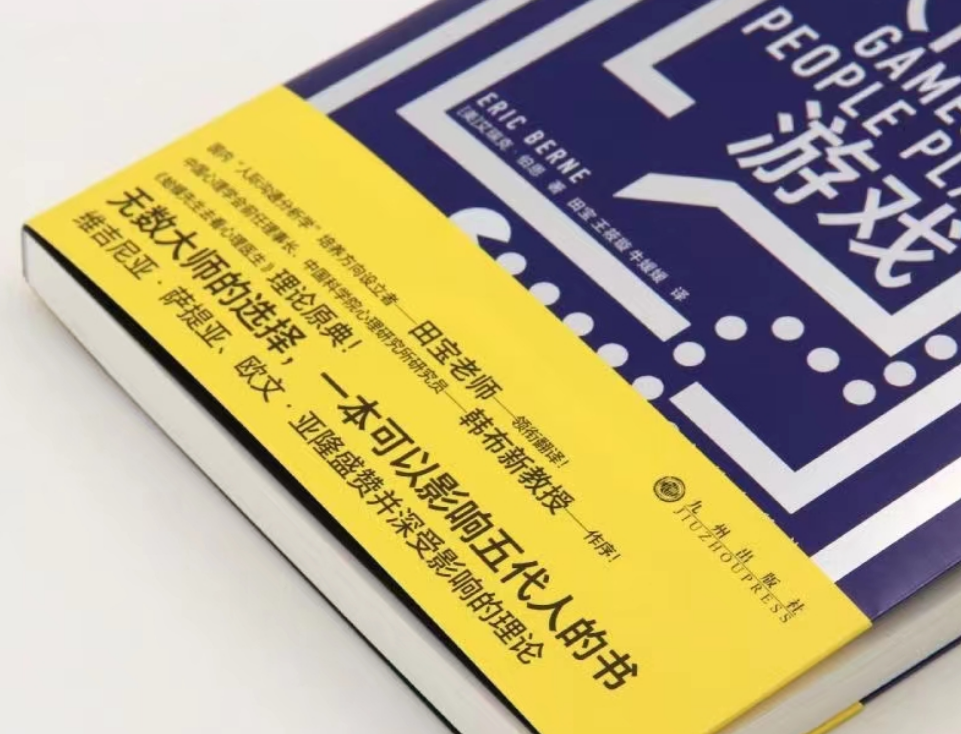 GAME
PEOPLE PL
游戏
ERIC BERNE
[美]艾瑞克·伯恩 著 田宝 王筱璇 牛媛媛 译
国内“人际沟通分析学”培养方向设立者——田宝老师——领衔翻译！
中国心理学会前任理事长、中国科学院心理研究所研究员——韩布新教授——作序！
《蛤蟆先生去看心理医生》理论原典！
无数大师的选择，一本可以影响五代人的书
维吉尼亚·萨提亚、欧文·亚隆盛赞并深受影响的理论
九州出版社
JIUZHOUPRESS